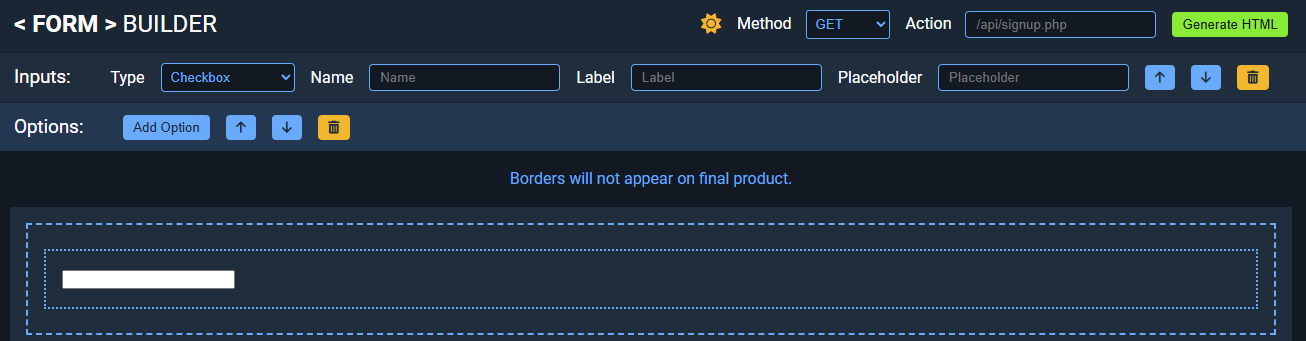 < FORM > BUILDER Method GET Action /api/signup.php Generate HTML
Inputs: Type Checkbox Name Name Label Label Placeholder Placeholder
Options: Add Option
Borders will not appear on final product.